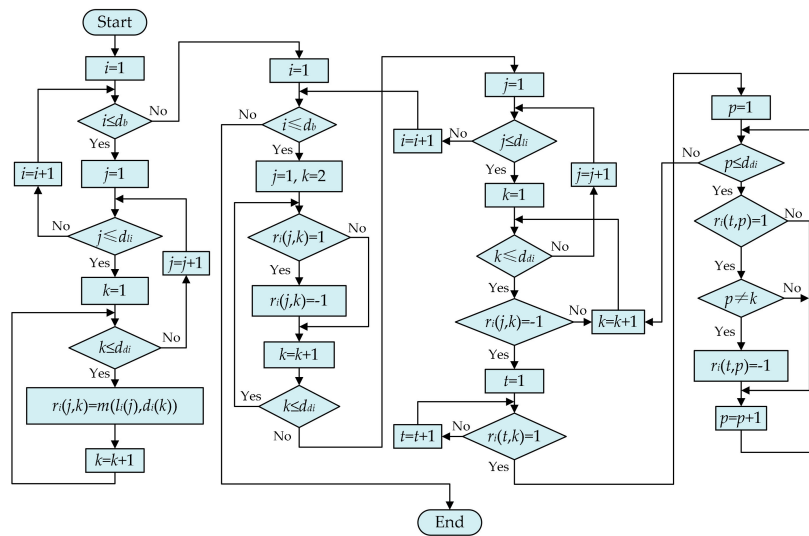 Start
i=1
i≤db
No
Yes
i=i+1
j=1
j≤dli
No
Yes
j=j+1
k=1
k≤ddi
No
Yes
ri(j,k)=m(li(j),di(k))
k=k+1
i=1
i≤db
No
Yes
j=1, k=2
ri(j,k)=1
No
Yes
ri(j,k)=-1
k=k+1
k≤ddi
Yes
No
j=1
j≤dli
No
i=i+1
Yes
j=j+1
k=1
k≤ddi
No
Yes
ri(j,k)=-1
No
k=k+1
Yes
t=1
ri(t,k)=1
No
t=t+1
Yes
p=1
p≤ddi
No
Yes
ri(t,p)=1
No
Yes
p≠k
No
Yes
ri(t,p)=-1
p=p+1
End